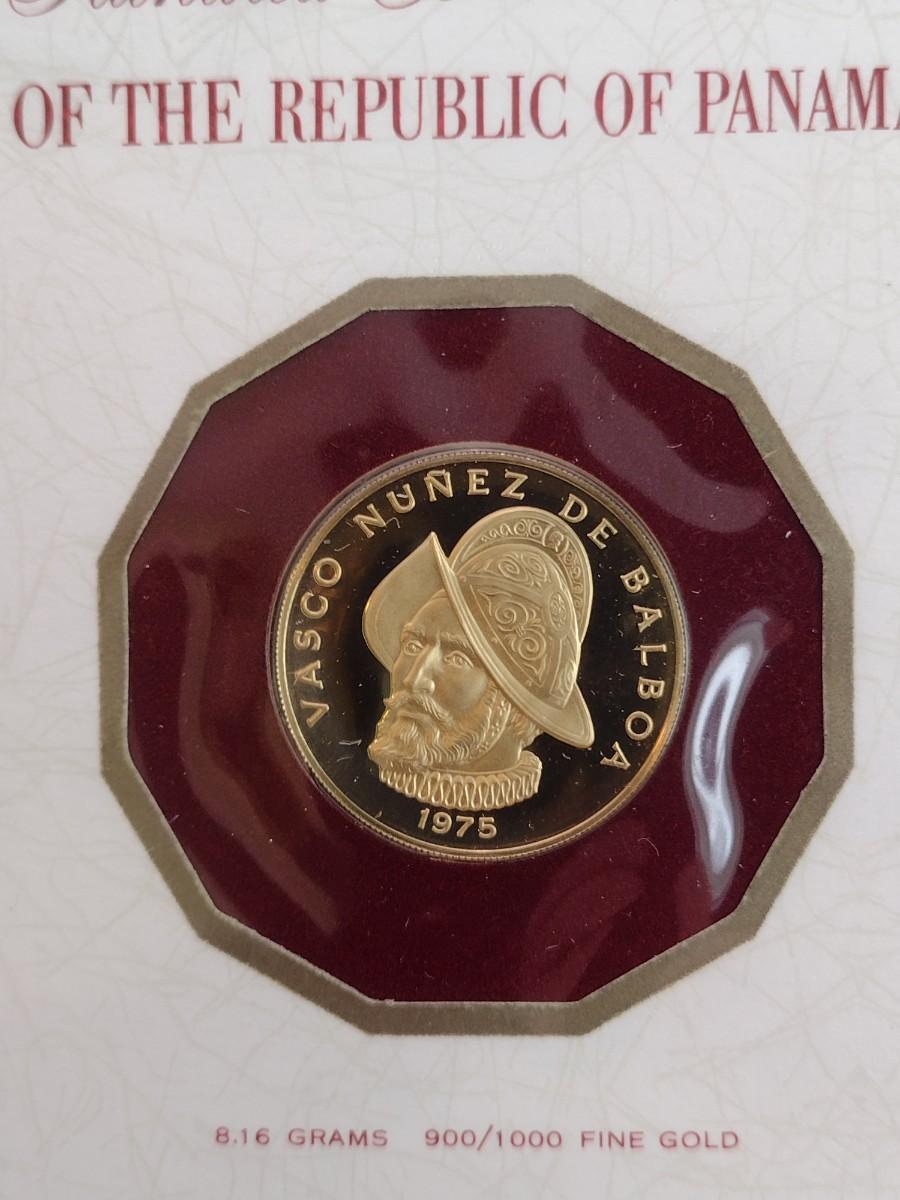 OF THE REPUBLIC OF PANAMA
VASCO NUÑEZ DE BALBOA
1975
8.16 GRAMS 900/1000 FINE GOLD